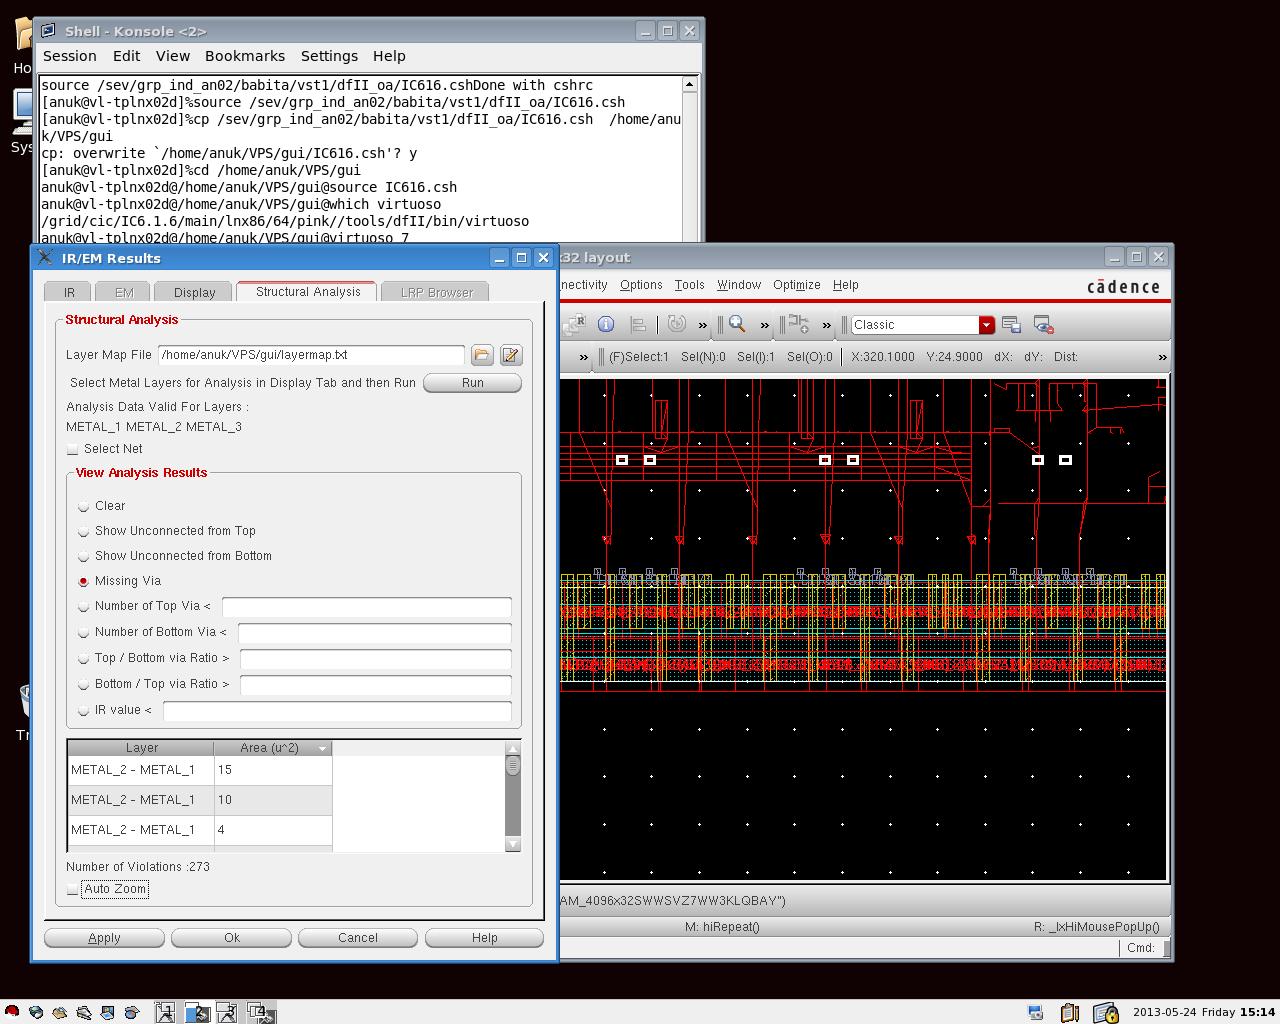 Shell - Konsole <2>
Session Edit View Bookmarks Settings Help
source /sev/grp_ind_an02/babita/vst1/dfII_oa/IC616.cshDone with cshrc
[anuk@vl-tplnx02d]%source /sev/grp_ind_an02/babita/vst1/dfII_oa/IC616.csh
[anuk@vl-tplnx02d]%cp /sev/grp_ind_an02/babita/vst1/dfII_oa/IC616.csh  /home/anu
k/VPS/gui
cp: overwrite `/home/anuk/VPS/gui/IC616.csh'? y
[anuk@vl-tplnx02d]%cd /home/anuk/VPS/gui
anuk@vl-tplnx02d@/home/anuk/VPS/gui@source IC616.csh
anuk@vl-tplnx02d@/home/anuk/VPS/gui@which virtuoso
/grid/cic/IC6.1.6/main/lnx86/64/pink//tools/dfII/bin/virtuoso
anuk@vl-tplnx02d@/home/anuk/VPS/gui@virtuoso 7
Ho
Sys
Tr
IR/EM Results
IR EM Display Structural Analysis LRP Browser
Structural Analysis
Layer Map File /home/anuk/VPS/gui/layermap.txt
Select Metal Layers for Analysis in Display Tab and then Run Run
Analysis Data Valid For Layers :
METAL_1 METAL_2 METAL_3
Select Net
View Analysis Results
Clear
Show Unconnected from Top
Show Unconnected from Bottom
Missing Via
Number of Top Via <
Number of Bottom Via <
Top / Bottom via Ratio >
Bottom / Top via Ratio >
IR value <
Layer Area (u^2)
METAL_2 - METAL_1 15
METAL_2 - METAL_1 10
METAL_2 - METAL_1 4
Number of Violations :273
Auto Zoom
Apply Ok Cancel Help
x32 layout
nectivity Options Tools Window Optimize Help cādence
» » » Classic
» (F)Select:1 Sel(N):0 Sel(I):1 Sel(O):0 X:320.1000 Y:24.9000 dX: dY: Dist: »
AM_4096x32SWWSVZ7WW3KLQBAY")
M: hiRepeat() R: _lxHiMousePopUp()
Cmd:
1 2 3 4
2013-05-24 Friday 15:14